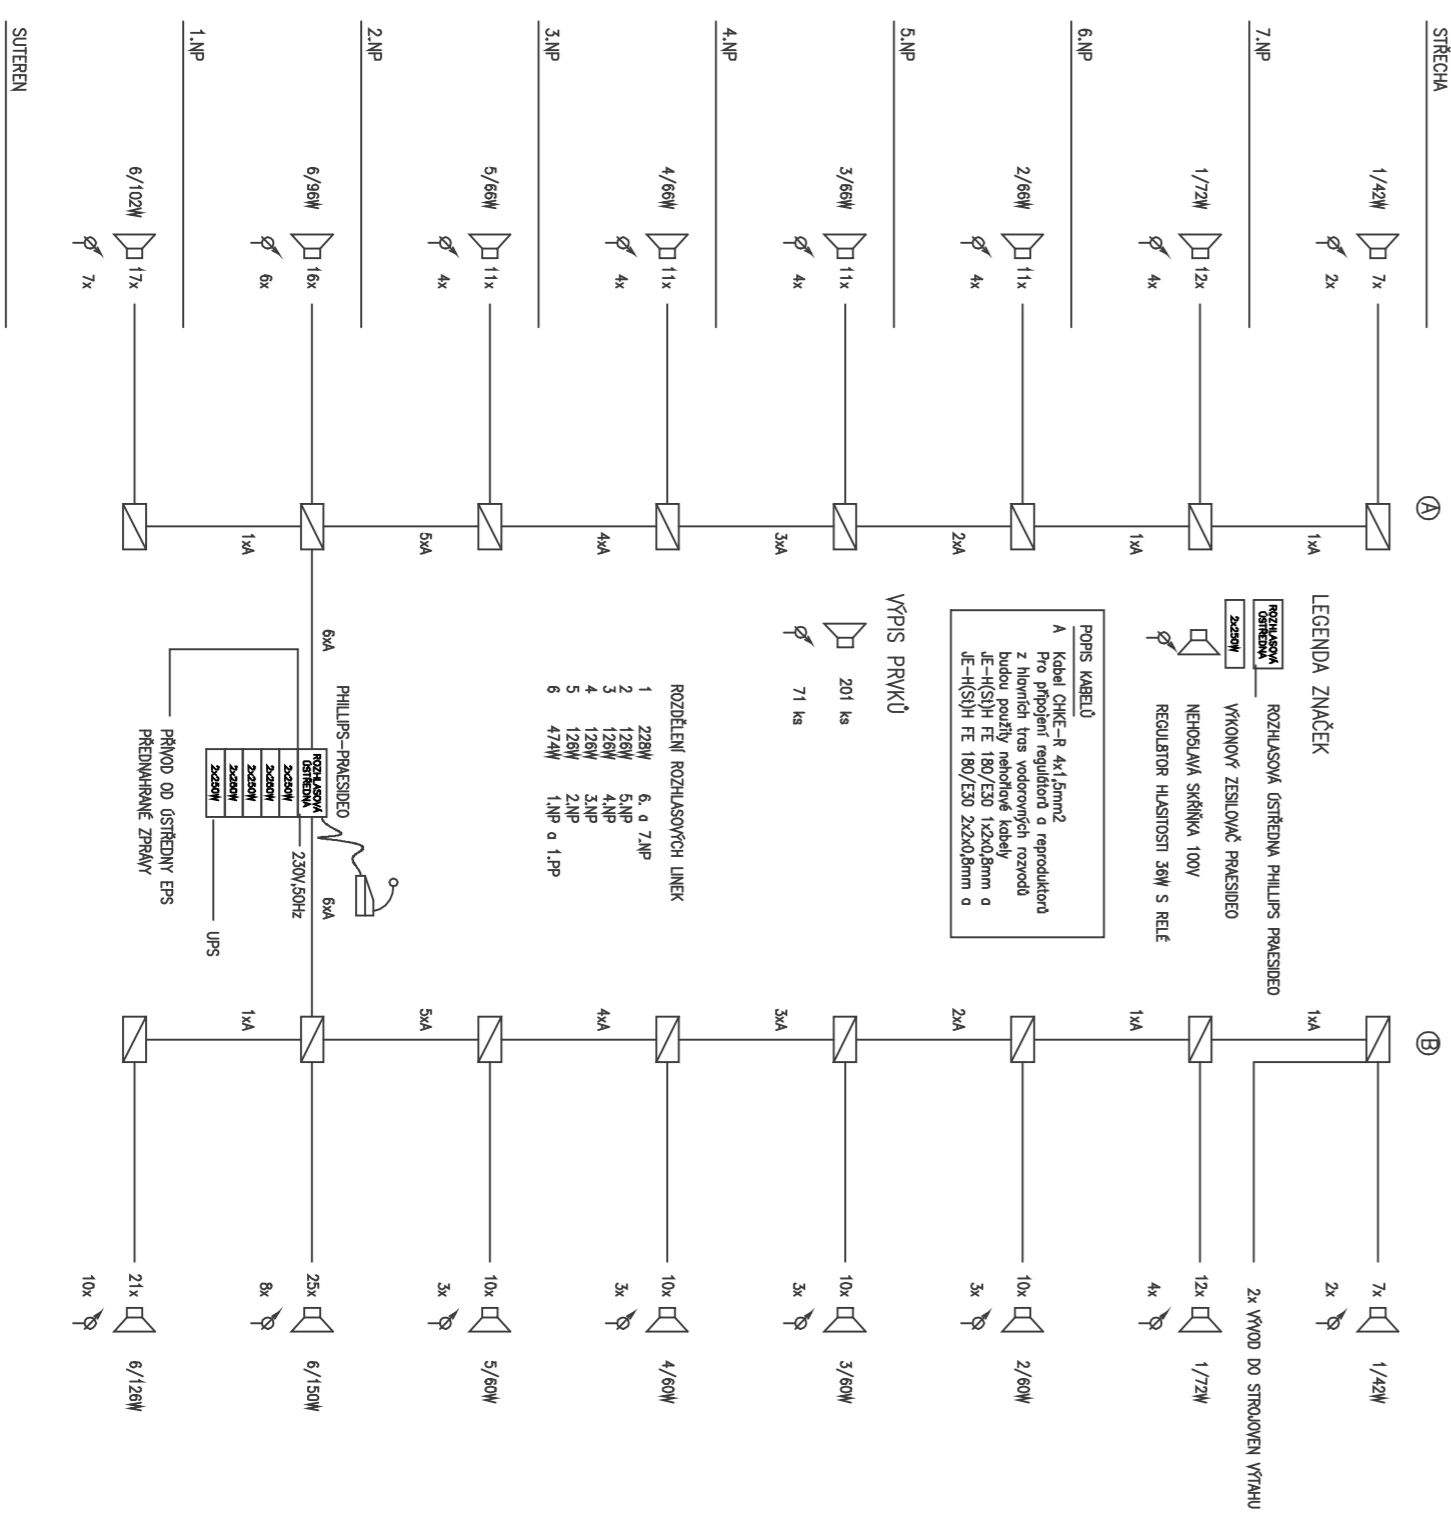 STŘECHA
7.NP
6.NP
5.NP
4.NP
3.NP
2.NP
1.NP
SUTEREN
1/42W
7x
2x
1/72W
12x
4x
2/66W
11x
4x
3/66W
11x
4x
4/66W
11x
4x
5/66W
11x
4x
6/96W
16x
6x
6/102W
17x
7x
A
1xA
1xA
2xA
3xA
4xA
5xA
1xA
6xA
LEGENDA ZNAČEK
ROZHLASOVÁ
ÚSTŘEDNA
ROZHLASOVÁ ÚSTŘEDNA PHILLIPS PRAESIDEO
2x250W
VÝKONOVÝ ZESILOVAČ PRAESIDEO
NEHO5LAVÁ SKŘÍŇKA 100V
REGULBTOR HLASITOSTI 36W S RELÉ
POPIS KABELŮ
A Kabel CHKE-R 4x1,5mm2
Pro připojení regulátorů a reproduktorů
z hlavních tras vodorovných rozvodů
budou použity nehořlavé kabely
JE-H(St)H FE 180/E30 1x2x0,8mm a
JE-H(St)H FE 180/E30 2x2x0,8mm a
VÝPIS PRVKŮ
201 ks
71 ks
ROZDĚLENÍ ROZHLASOVÝCH LINEK
1 228W 6. a 7.NP
2 126W 5.NP
3 126W 4.NP
4 126W 3.NP
5 126W 2.NP
6 474W 1.NP a 1.PP
PHILLIPS-PRAESIDEO
ROZHLASOVÁ
ÚSTŘEDNA
2x250W
2x250W
2x250W
2x250W
2x250W
230V,50Hz
UPS
PŘÍVOD OD ÚSTŘEDNY EPS
PŘEDNAHRANÉ ZPRÁVY
6xA
B
1xA
1xA
2xA
3xA
4xA
5xA
1xA
7x
2x
1/42W
2x VÝVOD DO STROJOVEN VÝTAHU
12x
4x
1/72W
10x
3x
2/60W
10x
3x
3/60W
10x
3x
4/60W
10x
3x
5/60W
25x
8x
6/150W
21x
10x
6/126W